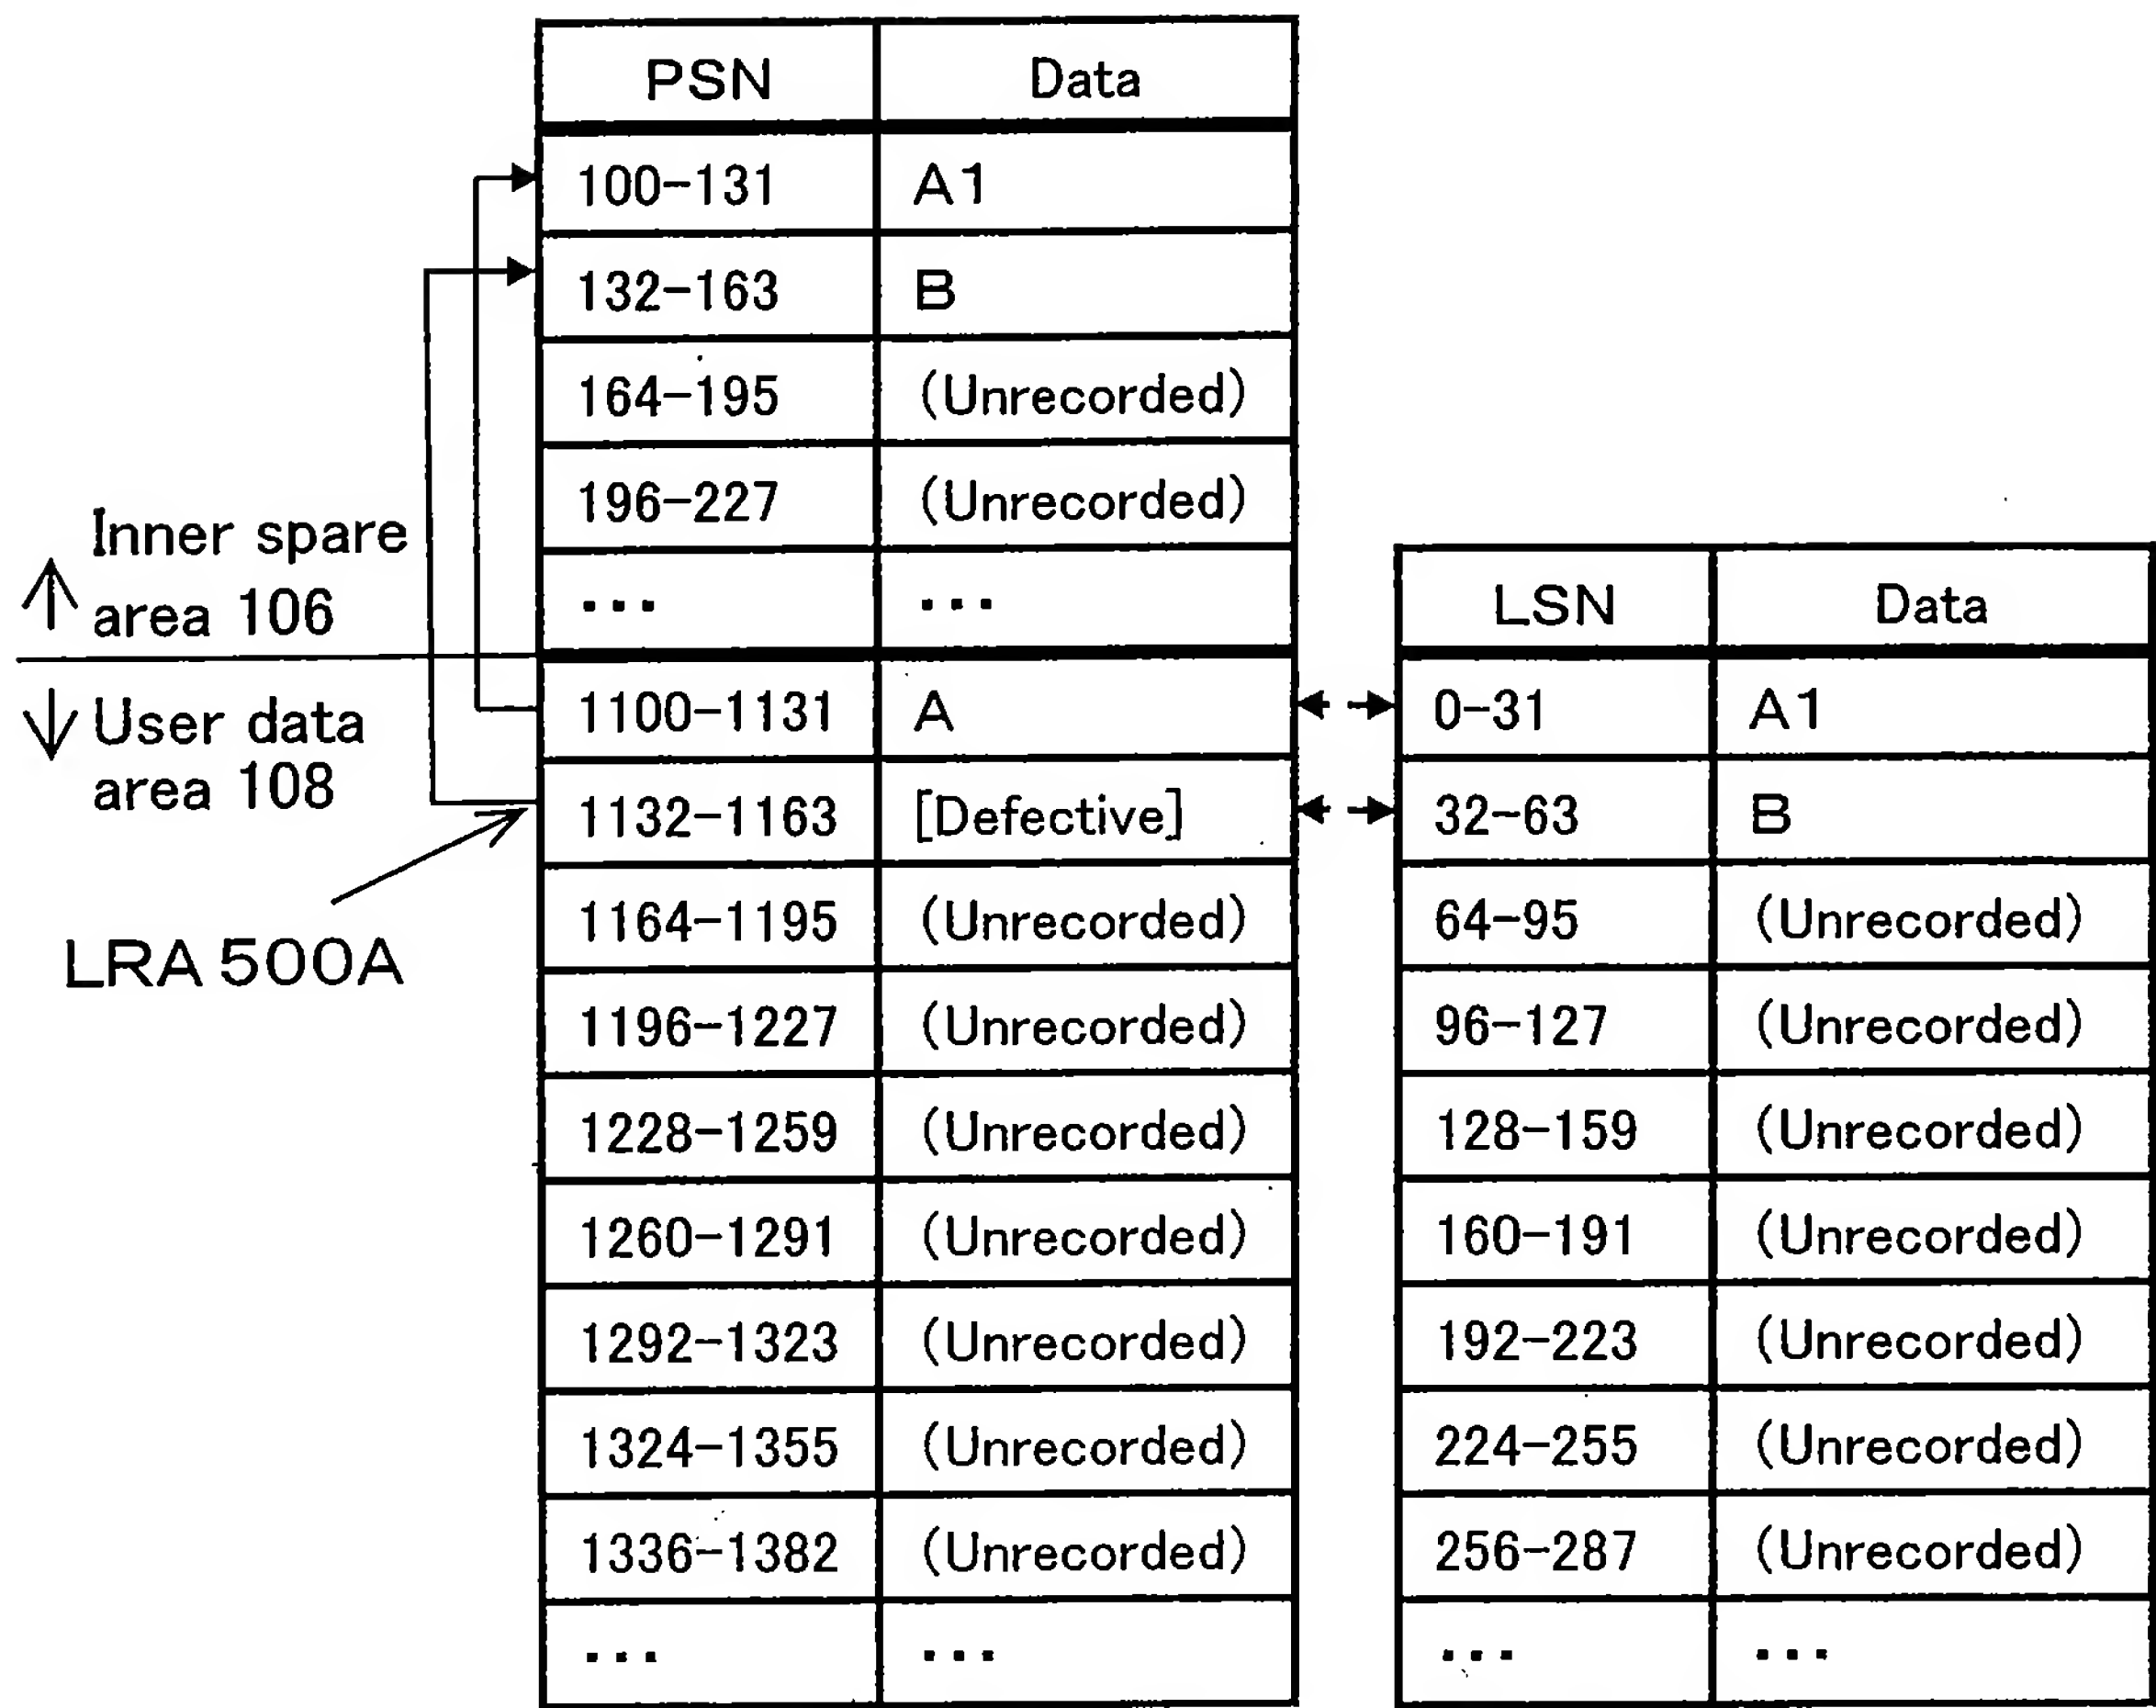 PSN Data
100-131 A1
132-163 B
164-195 (Unrecorded)
196-227 (Unrecorded)
... ...
1100-1131 A
1132-1163 [Defective]
1164-1195 (Unrecorded)
1196-1227 (Unrecorded)
1228-1259 (Unrecorded)
1260-1291 (Unrecorded)
1292-1323 (Unrecorded)
1324-1355 (Unrecorded)
1336-1382 (Unrecorded)
... ...
Inner spare
area 106
User data
area 108
LRA 500A
LSN Data
0-31 A1
32-63 B
64-95 (Unrecorded)
96-127 (Unrecorded)
128-159 (Unrecorded)
160-191 (Unrecorded)
192-223 (Unrecorded)
224-255 (Unrecorded)
256-287 (Unrecorded)
... ...